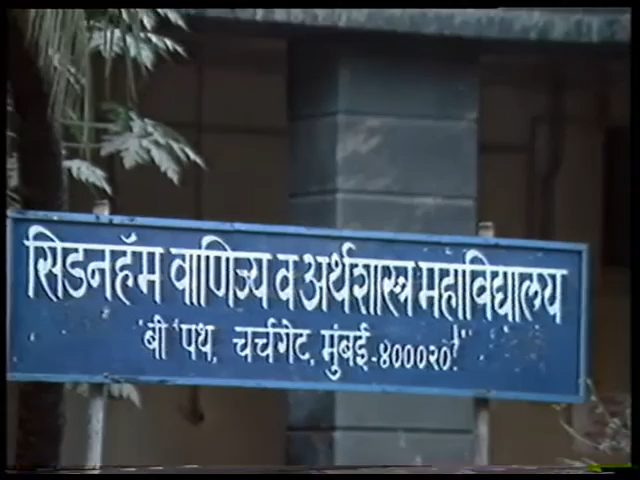 सिडनहॅम वाणिज्य व अर्थशास्त्र महाविद्यालय
'बी' पथ, चर्चगेट, मुंबई-४०००२०.